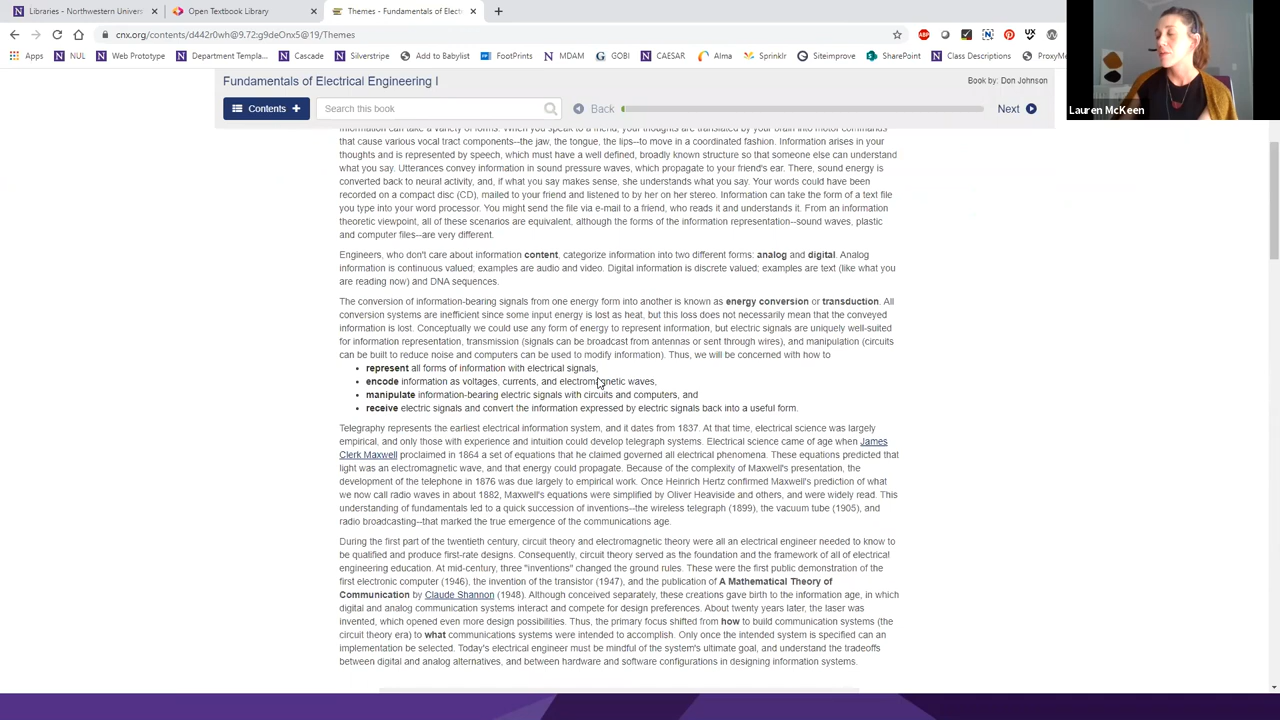 Libraries - Northwestern Univers
Open Textbook Library
Themes - Fundamentals of Elect
cnx.org/contents/d442r0wh@9.72:g9deOnx5@19/Themes
Apps
NUL
Web Prototype
Department Templ...
Cascade
Silverstripe
Add to Babylist
FootPrints
MDAM
GOBI
CAESAR
Alma
Sprinklr
Siteimprove
SharePoint
Class Descriptions
ProxyMe
Lauren McKeen
Fundamentals of Electrical Engineering I
Book by: Don Johnson
Contents +
Search this book
Back
Next
Information can take a variety of forms. When you speak to a friend, your thoughts are translated by your brain into motor commands
that cause various vocal tract components--the jaw, the tongue, the lips--to move in a coordinated fashion. Information arises in your
thoughts and is represented by speech, which must have a well defined, broadly known structure so that someone else can understand
what you say. Utterances convey information in sound pressure waves, which propagate to your friend's ear. There, sound energy is
converted back to neural activity, and, if what you say makes sense, she understands what you say. Your words could have been
recorded on a compact disc (CD), mailed to your friend and listened to by her on her stereo. Information can take the form of a text file
you type into your word processor. You might send the file via e-mail to a friend, who reads it and understands it. From an information
theoretic viewpoint, all of these scenarios are equivalent, although the forms of the information representation--sound waves, plastic
and computer files--are very different.
Engineers, who don't care about information content, categorize information into two different forms: analog and digital. Analog
information is continuous valued; examples are audio and video. Digital information is discrete valued; examples are text (like what you
are reading now) and DNA sequences.
The conversion of information-bearing signals from one energy form into another is known as energy conversion or transduction. All
conversion systems are inefficient since some input energy is lost as heat, but this loss does not necessarily mean that the conveyed
information is lost. Conceptually we could use any form of energy to represent information, but electric signals are uniquely well-suited
for information representation, transmission (signals can be broadcast from antennas or sent through wires), and manipulation (circuits
can be built to reduce noise and computers can be used to modify information). Thus, we will be concerned with how to
• represent all forms of information with electrical signals,
• encode information as voltages, currents, and electromagnetic waves,
• manipulate information-bearing electric signals with circuits and computers, and
• receive electric signals and convert the information expressed by electric signals back into a useful form.
Telegraphy represents the earliest electrical information system, and it dates from 1837. At that time, electrical science was largely
empirical, and only those with experience and intuition could develop telegraph systems. Electrical science came of age when James
Clerk Maxwell proclaimed in 1864 a set of equations that he claimed governed all electrical phenomena. These equations predicted that
light was an electromagnetic wave, and that energy could propagate. Because of the complexity of Maxwell's presentation, the
development of the telephone in 1876 was due largely to empirical work. Once Heinrich Hertz confirmed Maxwell's prediction of what
we now call radio waves in about 1882, Maxwell's equations were simplified by Oliver Heaviside and others, and were widely read. This
understanding of fundamentals led to a quick succession of inventions--the wireless telegraph (1899), the vacuum tube (1905), and
radio broadcasting--that marked the true emergence of the communications age.
During the first part of the twentieth century, circuit theory and electromagnetic theory were all an electrical engineer needed to know to
be qualified and produce first-rate designs. Consequently, circuit theory served as the foundation and the framework of all of electrical
engineering education. At mid-century, three "inventions" changed the ground rules. These were the first public demonstration of the
first electronic computer (1946), the invention of the transistor (1947), and the publication of A Mathematical Theory of
Communication by Claude Shannon (1948). Although conceived separately, these creations gave birth to the information age, in which
digital and analog communication systems interact and compete for design preferences. About twenty years later, the laser was
invented, which opened even more design possibilities. Thus, the primary focus shifted from how to build communication systems (the
circuit theory era) to what communications systems were intended to accomplish. Only once the intended system is specified can an
implementation be selected. Today's electrical engineer must be mindful of the system's ultimate goal, and understand the tradeoffs
between digital and analog alternatives, and between hardware and software configurations in designing information systems.